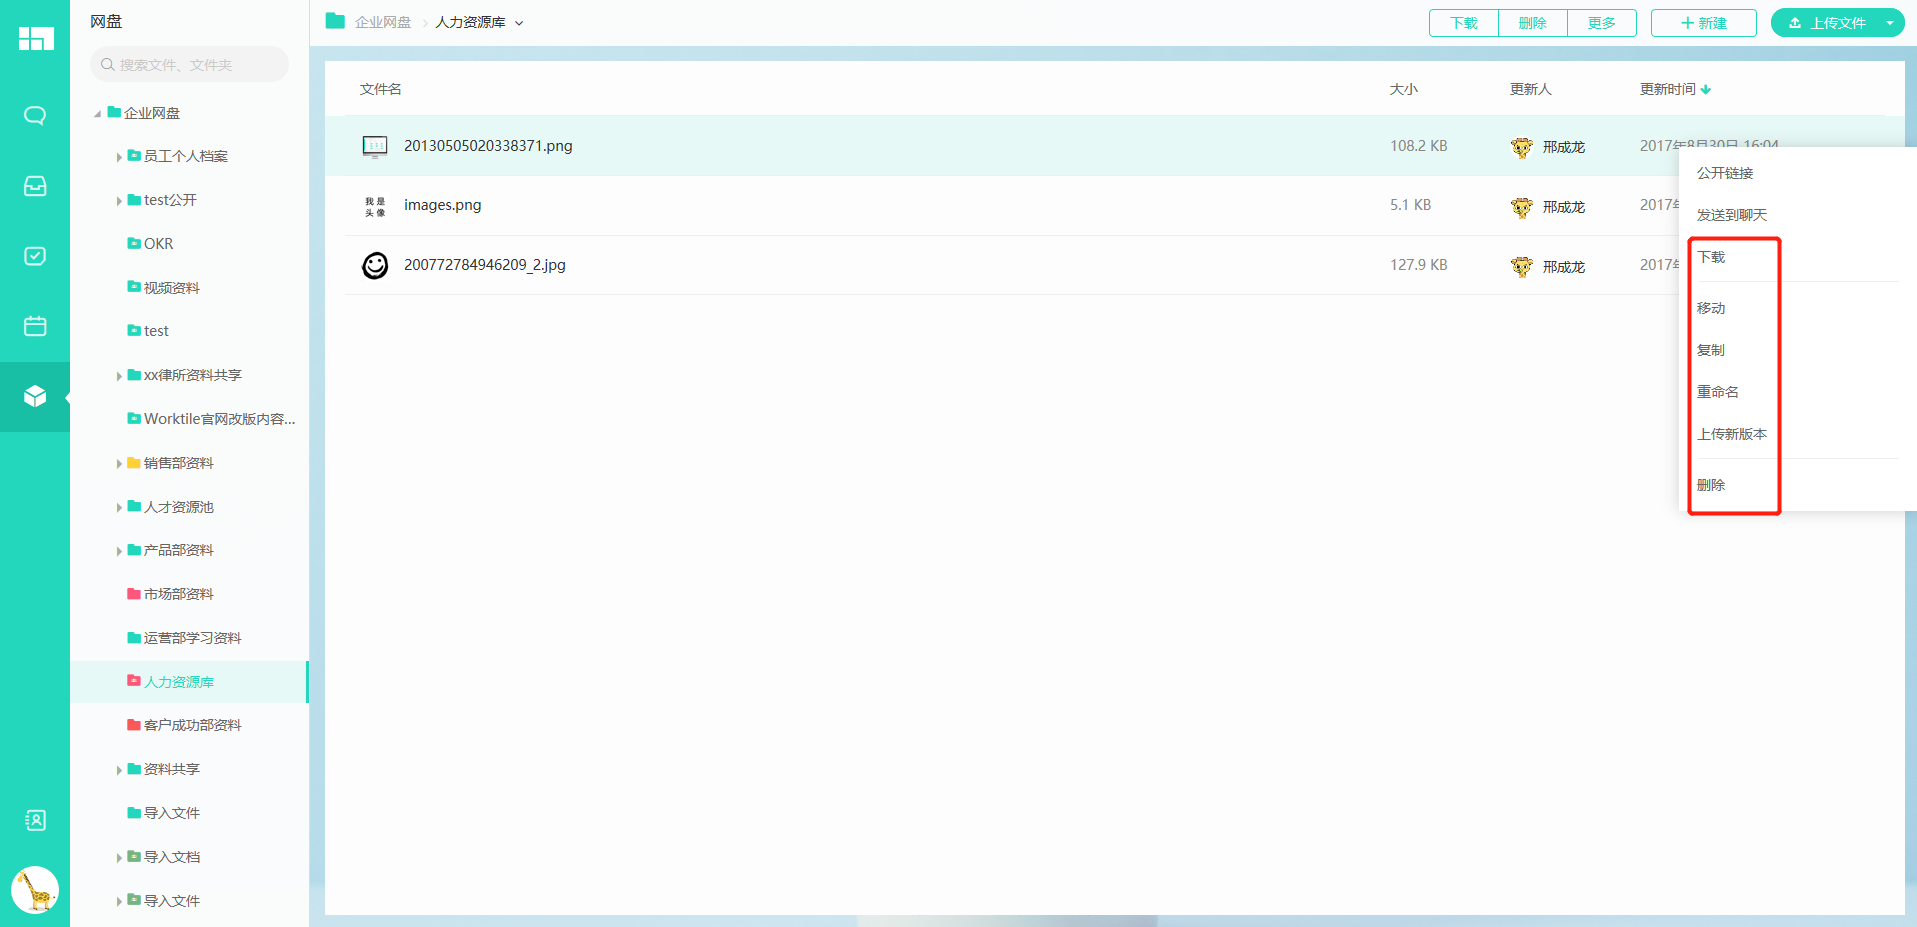 网盘
搜索文件、文件夹
企业网盘
员工个人档案
test公开
OKR
视频资料
test
xx律所资料共享
Worktile官网改版内容...
销售部资料
人才资源池
产品部资料
市场部资料
运营部学习资料
人力资源库
客户成功部资料
资料共享
导入文件
导入文档
导入文件
企业网盘 人力资源库
下载 删除 更多 新建 上传文件
文件名 大小 更新人 更新时间
20130505020338371.png 108.2 KB 邢成龙 2017年8月30日 16:04
我是
头像
images.png 5.1 KB 邢成龙 2017
200772784946209_2.jpg 127.9 KB 邢成龙 2017
公开链接
发送到聊天
下载
移动
复制
重命名
上传新版本
删除